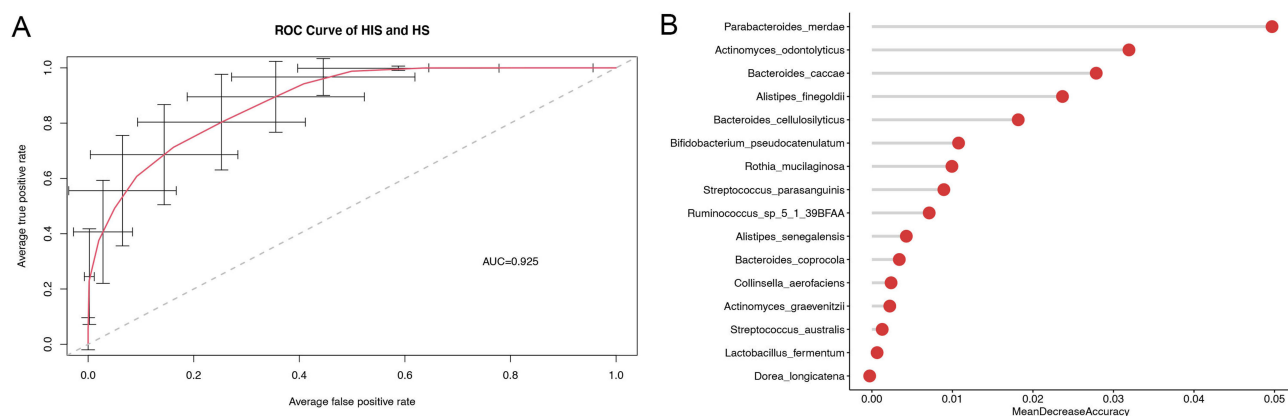 A
ROC Curve of HIS and HS
Average true positive rate
1.0
0.8
0.6
0.4
0.2
0.0
AUC=0.925
0.0 0.2 0.4 0.6 0.8 1.0
Average false positive rate
B
Parabacteroides_merdae
Actinomyces_odontolyticus
Bacteroides_caccae
Alistipes_finegoldii
Bacteroides_cellulosilyticus
Bifidobacterium_pseudocatenulatum
Rothia_mucilaginosa
Streptococcus_parasanguinis
Ruminococcus_sp_5_1_39BFAA
Alistipes_senegalensis
Bacteroides_coprocola
Collinsella_aerofaciens
Actinomyces_graevenitzii
Streptococcus_australis
Lactobacillus_fermentum
Dorea_longicatena
0.00 0.01 0.02 0.03 0.04 0.05
MeanDecreaseAccuracy